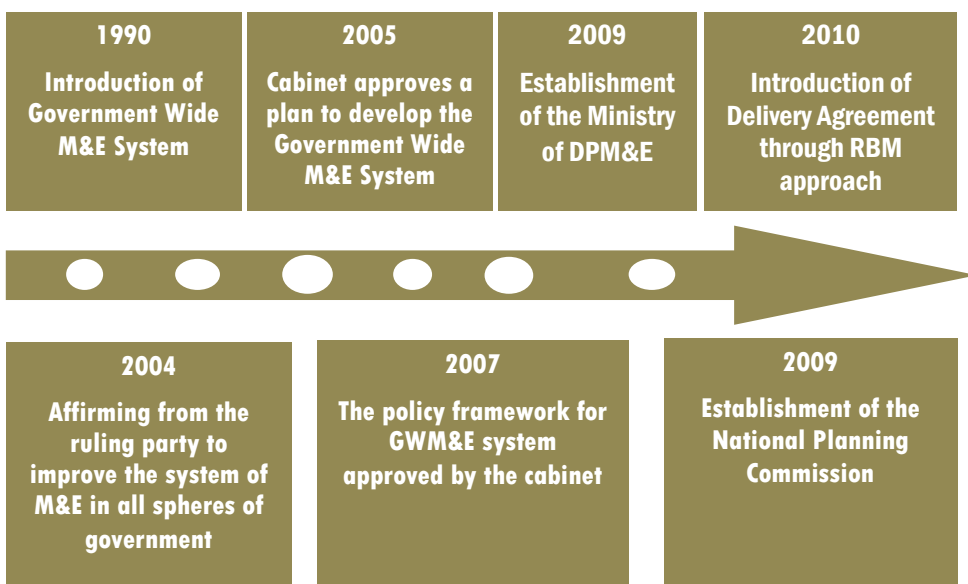 1990
Introduction of
Government Wide
M&E System
2005
Cabinet approves a
plan to develop the
Government Wide
M&E System
2009
Establishment
of the Ministry
of DPM&E
2010
Introduction of
Delivery Agreement
through RBM
approach
2004
Affirming from the
ruling party to
improve the system of
M&E in all spheres of
government
2007
The policy framework for
GWM&E system
approved by the cabinet
2009
Establishment of the
National Planning
Commission